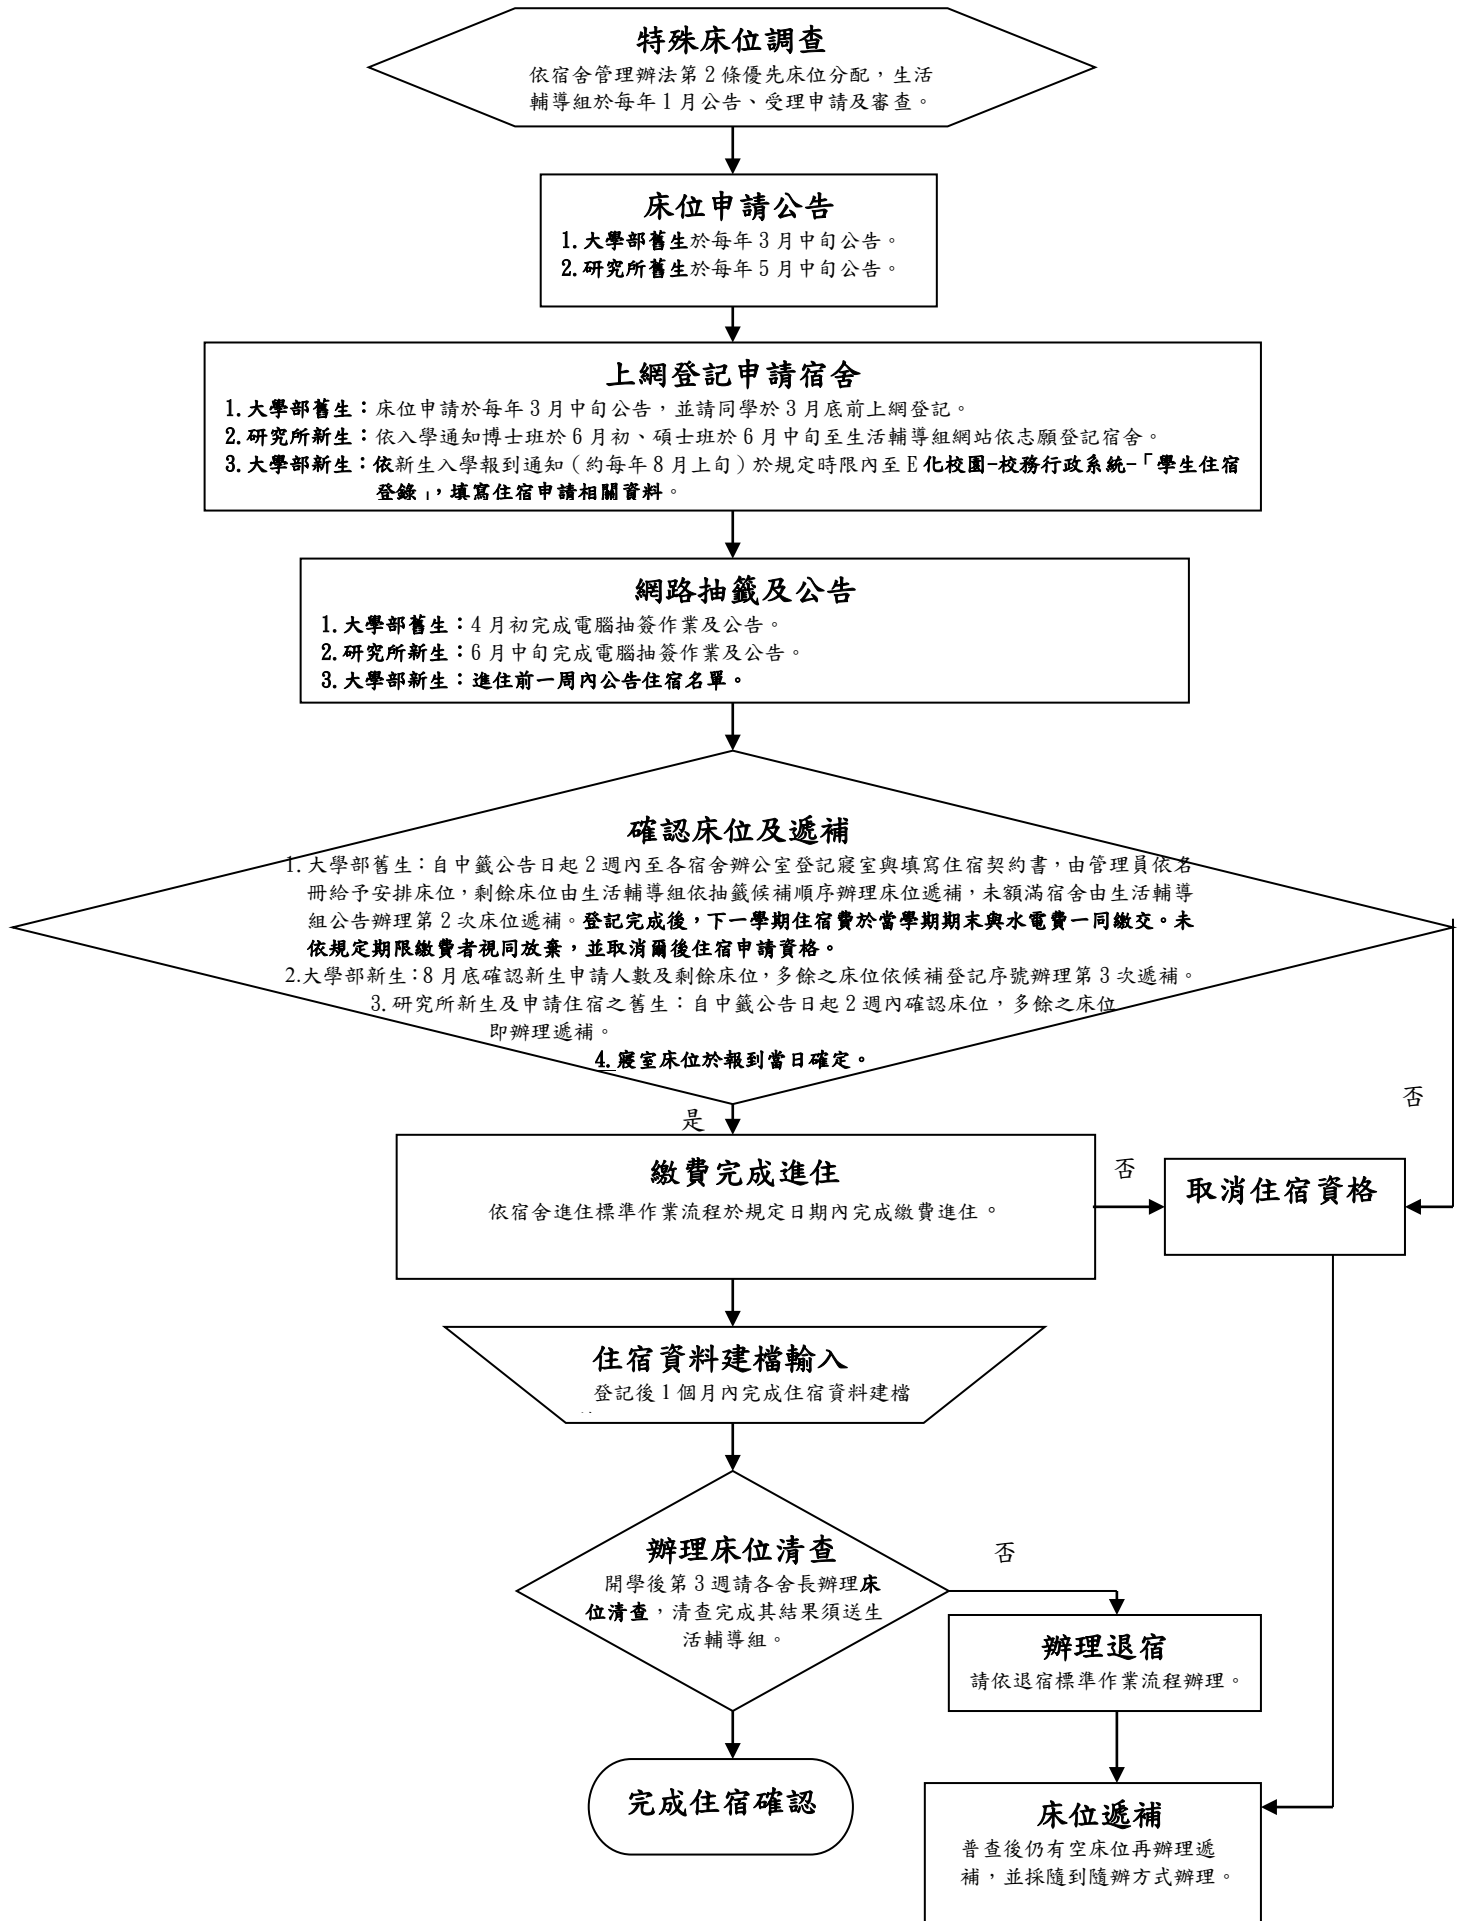 特殊床位調查
依宿舍管理辦法第 2 條優先床位分配，生活
輔導組於每年 1 月公告、受理申請及審查。
床位申請公告
1. 大學部舊生於每年 3 月中旬公告。
2. 研究所舊生於每年 5 月中旬公告。
上網登記申請宿舍
1. 大學部舊生：床位申請於每年 3 月中旬公告，並請同學於 3 月底前上網登記。
2. 研究所新生：依入學通知博士班於 6 月初、碩士班於 6 月中旬至生活輔導組網站依志願登記宿舍。
3. 大學部新生：依新生入學報到通知（約每年 8 月上旬）於規定時限內至 E 化校園-校務行政系統-「學生住宿
登錄」，填寫住宿申請相關資料。
網路抽籤及公告
1. 大學部舊生：4 月初完成電腦抽簽作業及公告。
2. 研究所新生：6 月中旬完成電腦抽簽作業及公告。
3. 大學部新生：進住前一周內公告住宿名單。
確認床位及遞補
1. 大學部舊生：自中籤公告日起 2 週內至各宿舍辦公室登記寢室與填寫住宿契約書，由管理員依名
冊給予安排床位，剩餘床位由生活輔導組依抽籤候補順序辦理床位遞補，未額滿宿舍由生活輔導
組公告辦理第 2 次床位遞補。登記完成後，下一學期住宿費於當學期期末與水電費一同繳交。未
依規定期限繳費者視同放棄，並取消爾後住宿申請資格。
2.大學部新生:8 月底確認新生申請人數及剩餘床位,多餘之床位依候補登記序號辦理第 3 次遞補。
3. 研究所新生及申請住宿之舊生：自中籤公告日起 2 週內確認床位，多餘之床位
即辦理遞補。
4. 寢室床位於報到當日確定。
是
否
繳費完成進住
依宿舍進住標準作業流程於規定日期內完成繳費進住。
否
取消住宿資格
住宿資料建檔輸入
登記後 1 個月內完成住宿資料建檔
辦理床位清查
開學後第 3 週請各舍長辦理床
位清查，清查完成其結果須送生
活輔導組。
否
辦理退宿
請依退宿標準作業流程辦理。
完成住宿確認
床位遞補
普查後仍有空床位再辦理遞
補，並採隨到隨辦方式辦理。